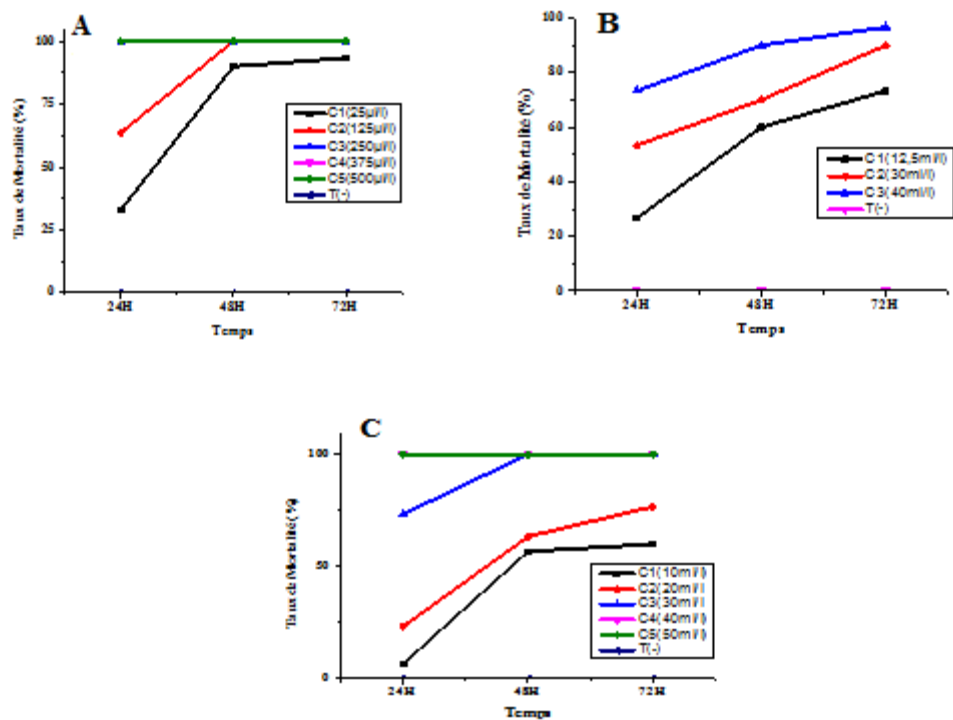 A
Taux de Mortalité (%)
100
75
50
25
0
C1(25µl/l)
C2(125µl/l)
C3(250µl/l)
C4(375µl/l)
C5(500µl/l)
T(-)
24H
48H
72H
Temps
B
Taux de Mortalité (%)
100
80
60
40
20
0
C1(12,5ml/l)
C2(30ml/l)
C3(40ml/l)
T(-)
24H
48H
72H
Temps
C
Taux de Mortalité (%)
100
50
0
C1(10ml/l)
C2(20ml/l
C3(30ml/l
C4(40ml/l)
C5(50ml/l)
T(-)
24H
48H
72H
Temps